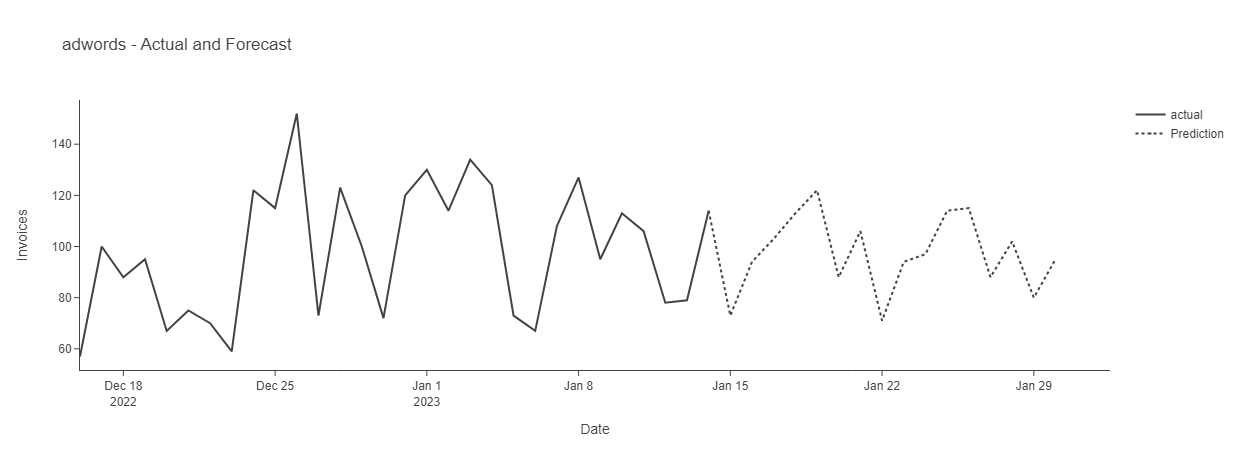 adwords - Actual and Forecast
actual
Prediction
140
120
100
80
60
Invoices
Dec 18
2022
Dec 25
Jan 1
2023
Jan 8
Jan 15
Jan 22
Jan 29
Date